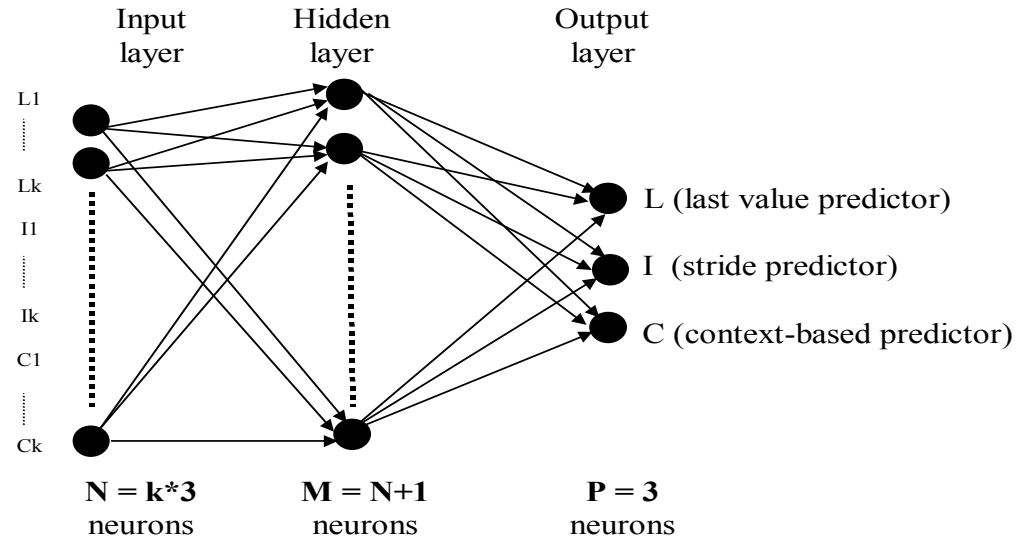 Input
layer
Hidden
layer
Output
layer
L1
Lk
I1
Ik
C1
Ck
L (last value predictor)
I (stride predictor)
C (context-based predictor)
N = k*3
neurons
M = N+1
neurons
P = 3
neurons